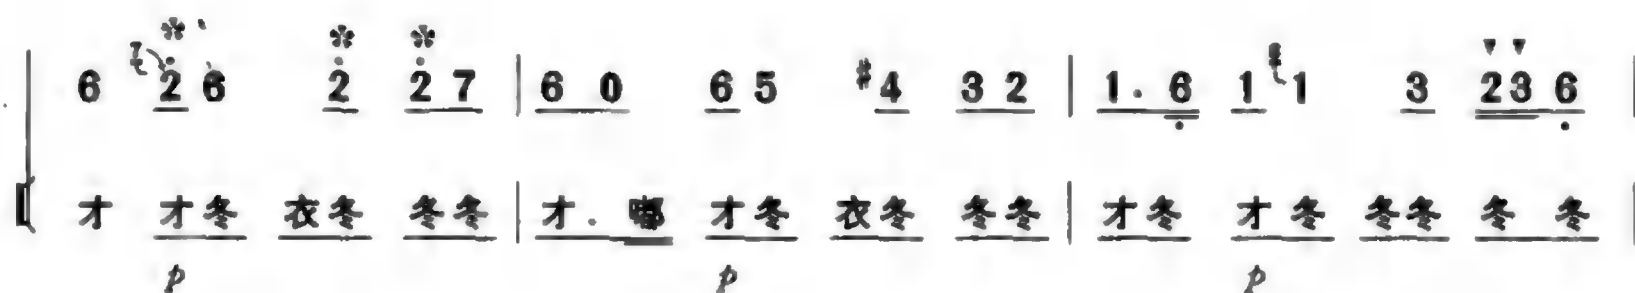 6 2 6 2 2 7 | 6 0 6 5 #4 3 2 | 1. 6 1 1 3 2 3 6
才 才冬 衣冬 冬冬 | 才. 嘟 才冬 衣冬 冬冬 | 才冬 才冬 冬冬 冬冬
p p p